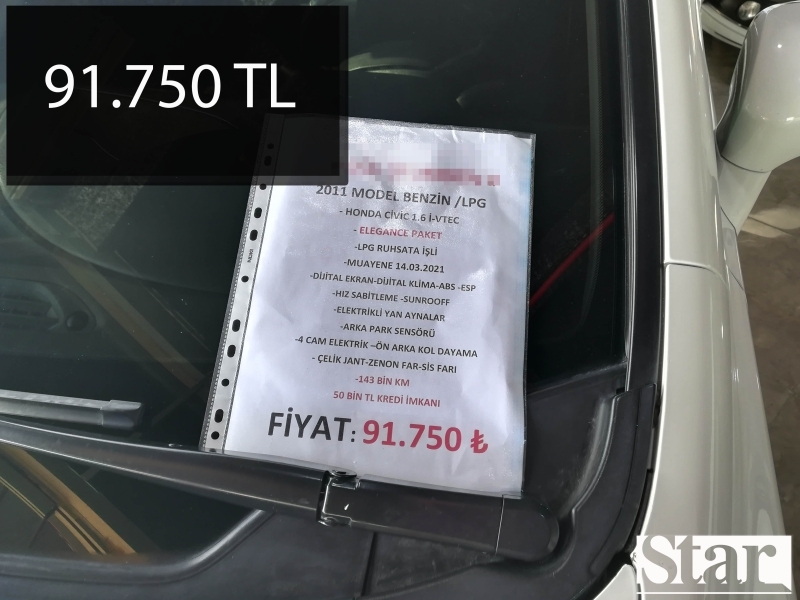 91.750 TL
2011 MODEL BENZİN /LPG
- HONDA CİVİC 1.6 İ-VTEC
- ELEGANCE PAKET
-LPG RUHSATA İŞLİ
-MUAYENE 14.03.2021
-DİJİTAL EKRAN-DİJİTAL KLİMA-ABS -ESP
-HIZ SABİTLEME -SUNROOFF
-ELEKTRİKLİ YAN AYNALAR
- ARKA PARK SENSÖRÜ
-4 CAM ELEKTRİK –ÖN ARKA KOL DAYAMA
- ÇELİK JANT-ZENON FAR-SİS FARI
-143 BİN KM
50 BİN TL KREDİ İMKANI
FİYAT: 91.750 ₺
Star